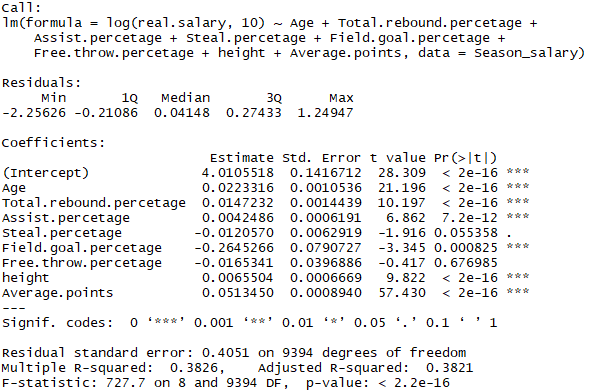 Call:
lm(formula = log(real.salary, 10) ~ Age + Total.rebound.percetage +
    Assist.percetage + Steal.percetage + Field.goal.percetage +
    Free.throw.percetage + height + Average.points, data = Season_salary)

Residuals:
     Min       1Q   Median       3Q      Max
-2.25626 -0.21086  0.04148  0.27433  1.24947

Coefficients:
                          Estimate Std. Error t value Pr(>|t|)
(Intercept)              4.0105518  0.1416712  28.309  < 2e-16 ***
Age                      0.0223316  0.0010536  21.196  < 2e-16 ***
Total.rebound.percetage  0.0147232  0.0014439  10.197  < 2e-16 ***
Assist.percetage         0.0042486  0.0006191   6.862  7.2e-12 ***
Steal.percetage         -0.0120570  0.0062919  -1.916 0.055358 .
Field.goal.percetage    -0.2645266  0.0790727  -3.345 0.000825 ***
Free.throw.percetage    -0.0165341  0.0396886  -0.417 0.676985
height                   0.0065504  0.0006669   9.822  < 2e-16 ***
Average.points           0.0513450  0.0008940  57.430  < 2e-16 ***
---
Signif. codes:  0 ‘***’ 0.001 ‘**’ 0.01 ‘*’ 0.05 ‘.’ 0.1 ‘ ’ 1

Residual standard error: 0.4051 on 9394 degrees of freedom
Multiple R-squared:  0.3826,    Adjusted R-squared:  0.3821
F-statistic: 727.7 on 8 and 9394 DF,  p-value: < 2.2e-16